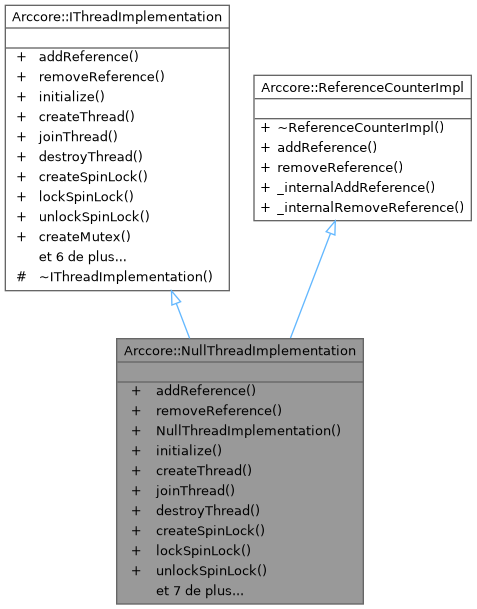 Arccore::IThreadImplementation
+ addReference()
+ removeReference()
+ initialize()
+ createThread()
+ joinThread()
+ destroyThread()
+ createSpinLock()
+ lockSpinLock()
+ unlockSpinLock()
+ createMutex()
et 6 de plus...
# ~IThreadImplementation()
Arccore::ReferenceCounterImpl
+ ~ReferenceCounterImpl()
+ addReference()
+ removeReference()
+ _internalAddReference()
+ _internalRemoveReference()
Arccore::NullThreadImplementation
+ addReference()
+ removeReference()
+ NullThreadImplementation()
+ initialize()
+ createThread()
+ joinThread()
+ destroyThread()
+ createSpinLock()
+ lockSpinLock()
+ unlockSpinLock()
et 7 de plus...